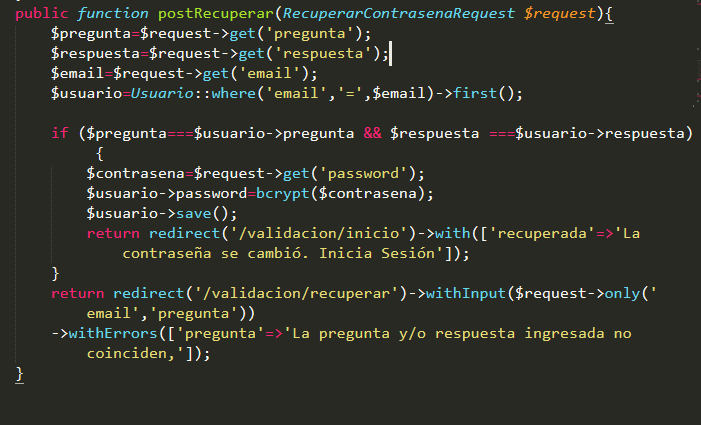 public function postRecuperar(RecuperarContrasenaRequest $request){
$pregunta=$request->get('pregunta');
$respuesta=$request->get('respuesta');
$email=$request->get('email');
$usuario=Usuario::where('email','=',$email)->first();
if ($pregunta===$usuario->pregunta && $respuesta ===$usuario->respuesta)
{
$contrasena=$request->get('password');
$usuario->password=bcrypt($contrasena);
$usuario->save();
return redirect('/validacion/inicio')->with(['recuperada'=>'La
contraseña se cambió. Inicia Sesión']);
}
return redirect('/validacion/recuperar')->withInput($request->only('
email','pregunta'))
->withErrors(['pregunta'=>'La pregunta y/o respuesta ingresada no
coinciden,']);
}